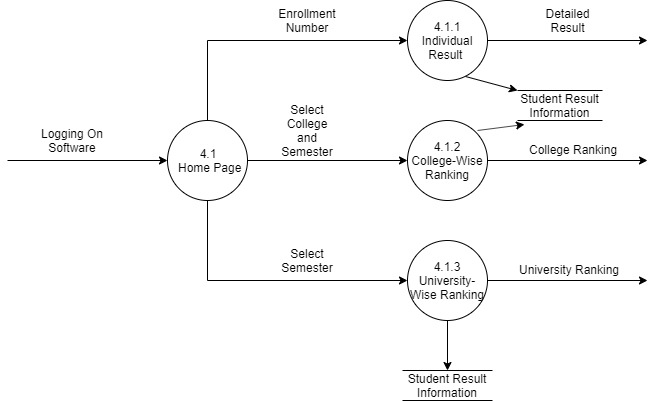 Enrollment
Number
4.1.1
Individual
Result
Detailed
Result
Student Result
Information
Logging On
Software
4.1
Home Page
Select
College
and
Semester
4.1.2
College-Wise
Ranking
College Ranking
Select
Semester
4.1.3
University-
Wise Ranking
University Ranking
Student Result
Information